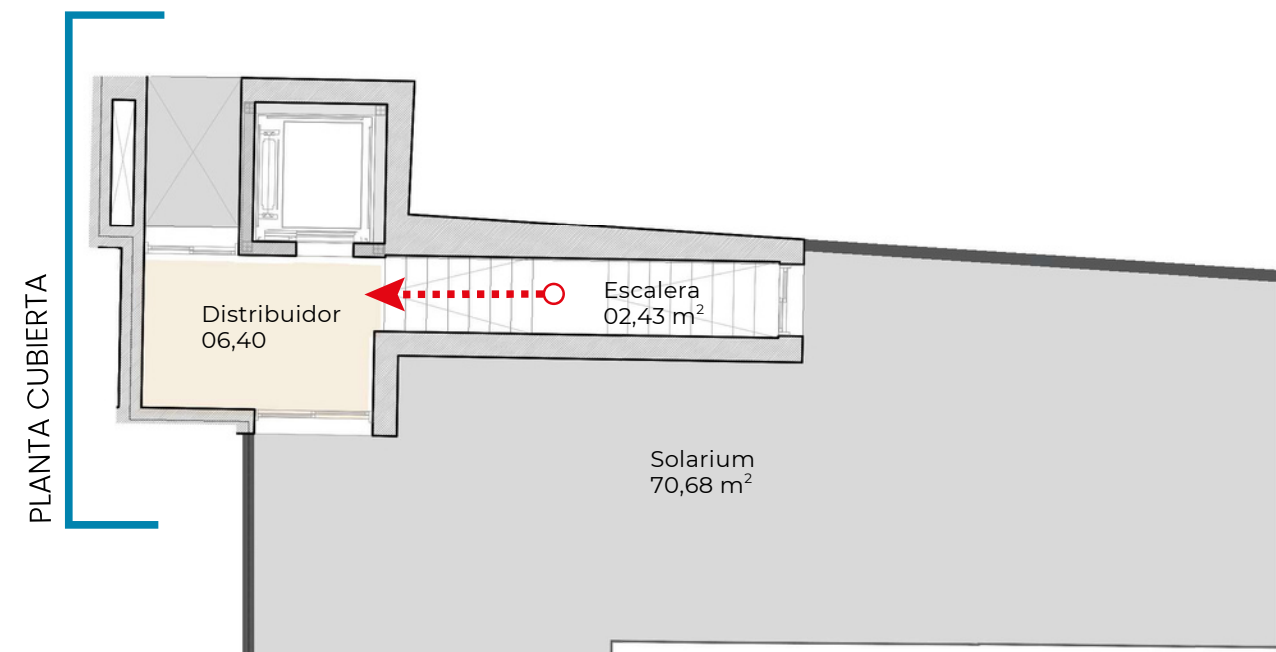 PLANTA CUBIERTA
Distribuidor
06,40
Escalera
02,43 m²
Solarium
70,68 m²